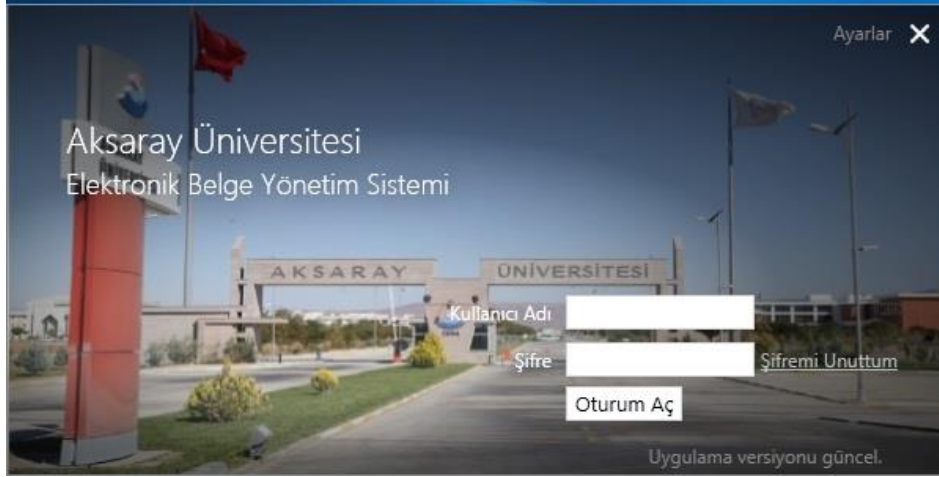 Ayarlar
Aksaray Üniversitesi
Elektronik Belge Yönetim Sistemi
AKSARAY ÜNİVERSİTESİ
Kullanıcı Adı
Şifre Şifremi Unuttum
Oturum Aç
Uygulama versiyonu güncel.